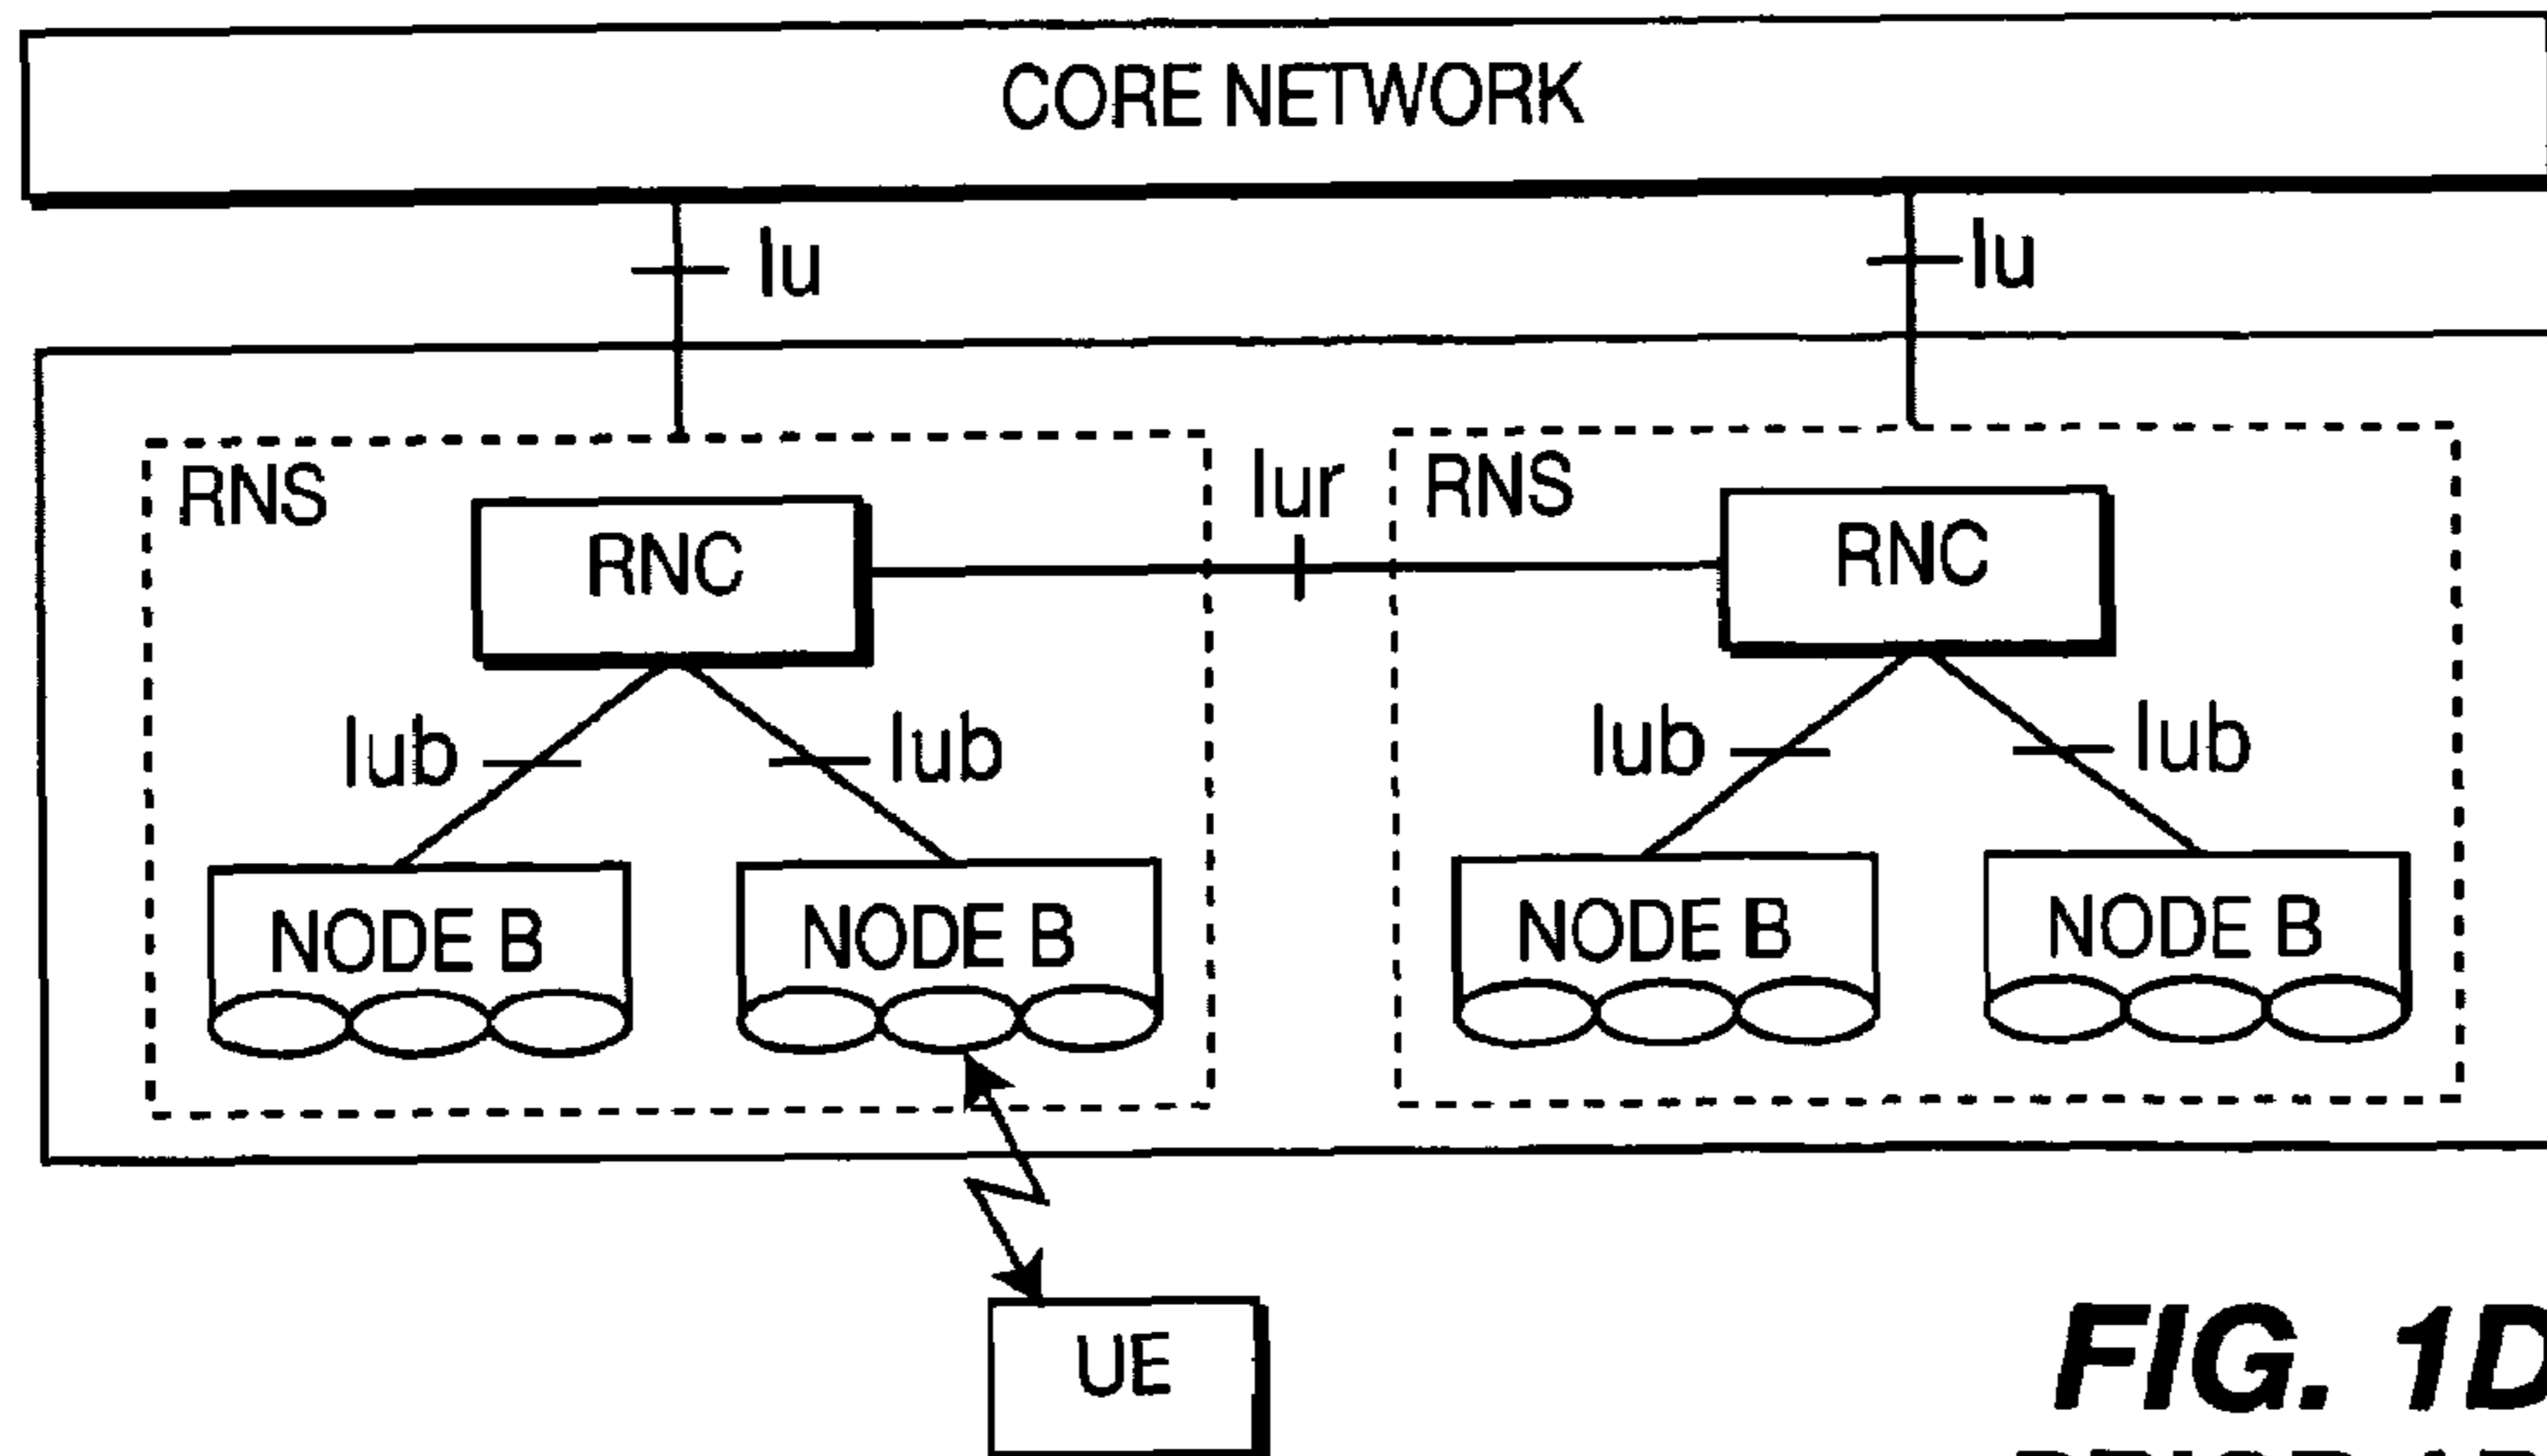 CORE NETWORK
Iu
Iu
RNS
Iur
RNS
RNC
RNC
Iub
Iub
Iub
Iub
NODE B
NODE B
NODE B
NODE B
UE
FIG. 1D